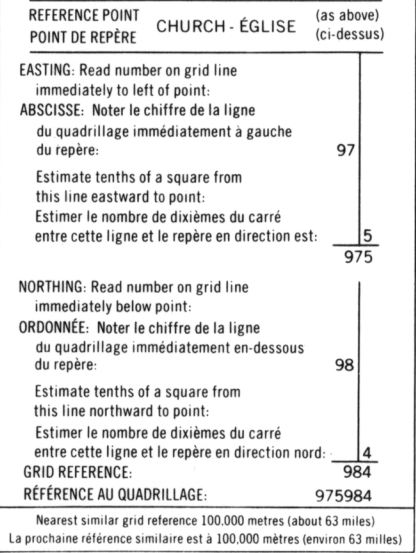 REFERENCE POINT
POINT DE REPÈRE
CHURCH - ÉGLISE
(as above)
(ci-dessus)
EASTING: Read number on grid line
immediately to left of point:
ABSCISSE: Noter le chiffre de la ligne
du quadrillage immédiatement à gauche
du repère: 97
Estimate tenths of a square from
this line eastward to point:
Estimer le nombre de dixièmes du carré
entre cette ligne et le repère en direction est: 5
975
NORTHING: Read number on grid line
immediately below point:
ORDONNÉE: Noter le chiffre de la ligne
du quadrillage immédiatement en-dessous
du repère: 98
Estimate tenths of a square from
this line northward to point:
Estimer le nombre de dixièmes du carré
entre cette ligne et le repère en direction nord: 4
GRID REFERENCE: 984
RÉFÉRENCE AU QUADRILLAGE: 975984
Nearest similar grid reference 100,000 metres (about 63 miles)
La prochaine référence similaire est à 100,000 mètres (environ 63 milles)